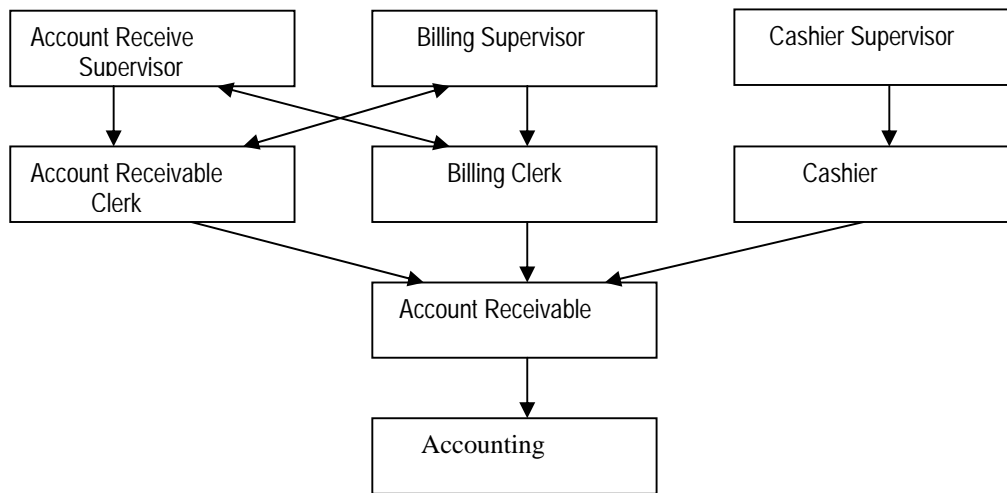 Account Receive
Supervisor
Billing Supervisor
Cashier Supervisor
Account Receivable
Clerk
Billing Clerk
Cashier
Account Receivable
Accounting